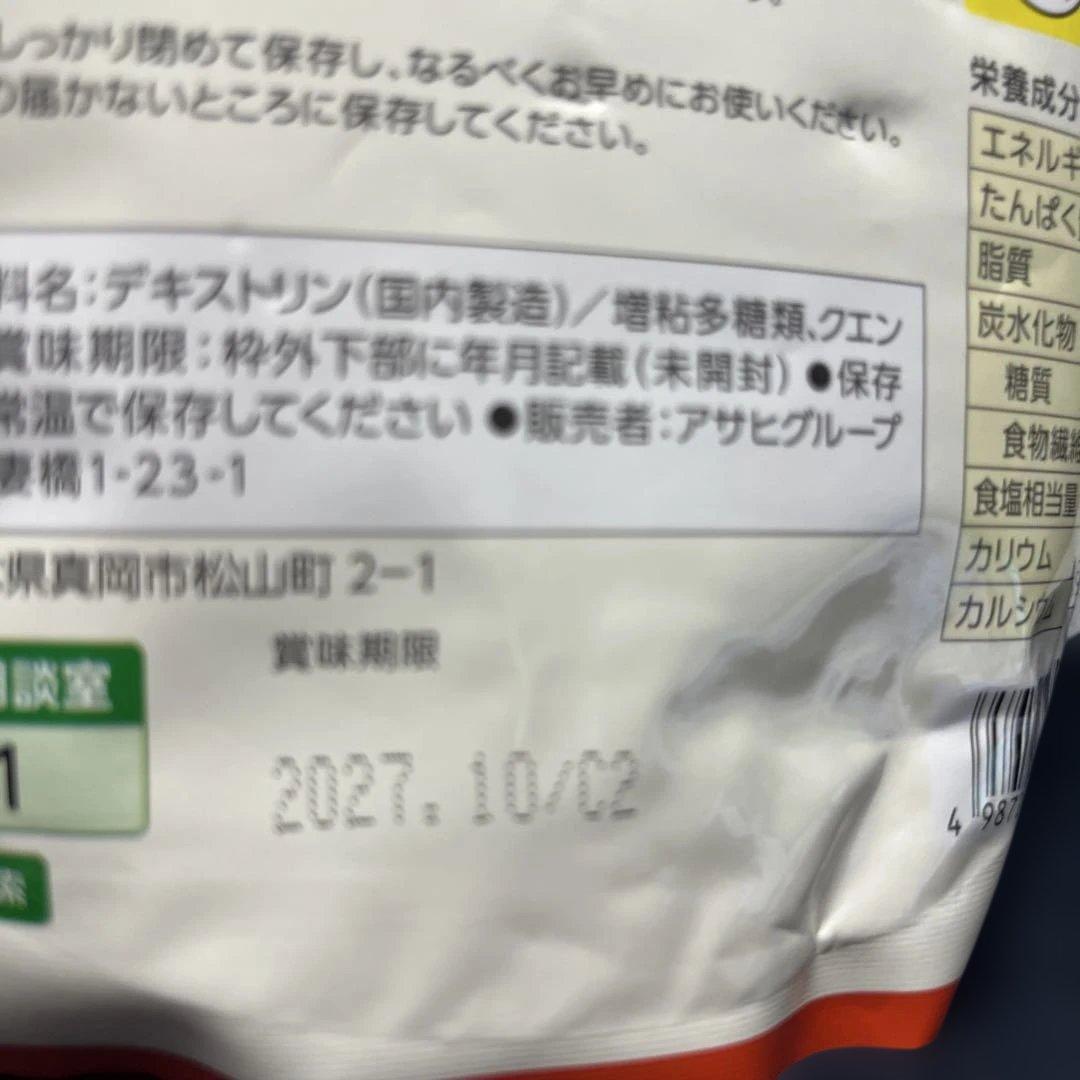 しっかり閉めて保存し、なるべくお早めにお使いください。
の届かないところに保存してください。
料名：デキストリン（国内製造）／増粘多糖類、クエン
賞味期限：枠外下部に年月記載（未開封）●保存
常温で保存してください ●販売者：アサヒグループ
妻橋1-23-1
県真岡市松山町 2−1
賞味期限
2027.10/C2
談室
1
索
栄養成分
エネルギ
たんぱく
脂質
炭水化物
糖質
食物繊維
食塩相当量
カリウム
カルシウム
4 987